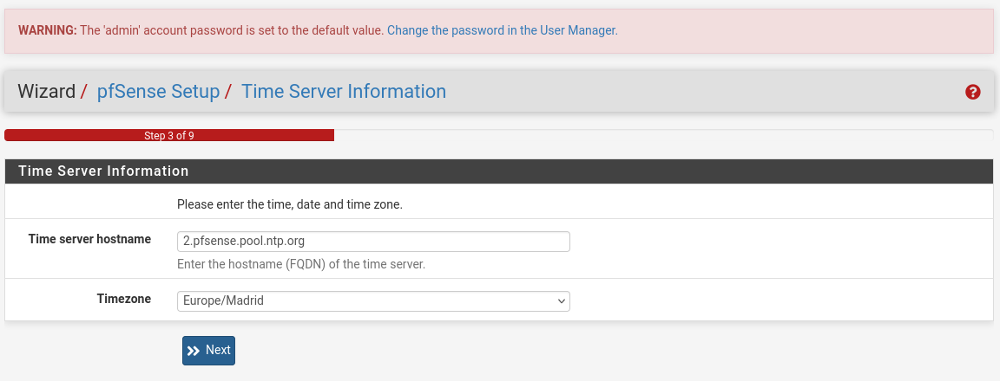 WARNING: The 'admin' account password is set to the default value. Change the password in the User Manager.
Wizard / pfSense Setup / Time Server Information
Step 3 of 9
Time Server Information
Please enter the time, date and time zone.
Time server hostname 2.pfsense.pool.ntp.org
Enter the hostname (FQDN) of the time server.
Timezone Europe/Madrid
Next